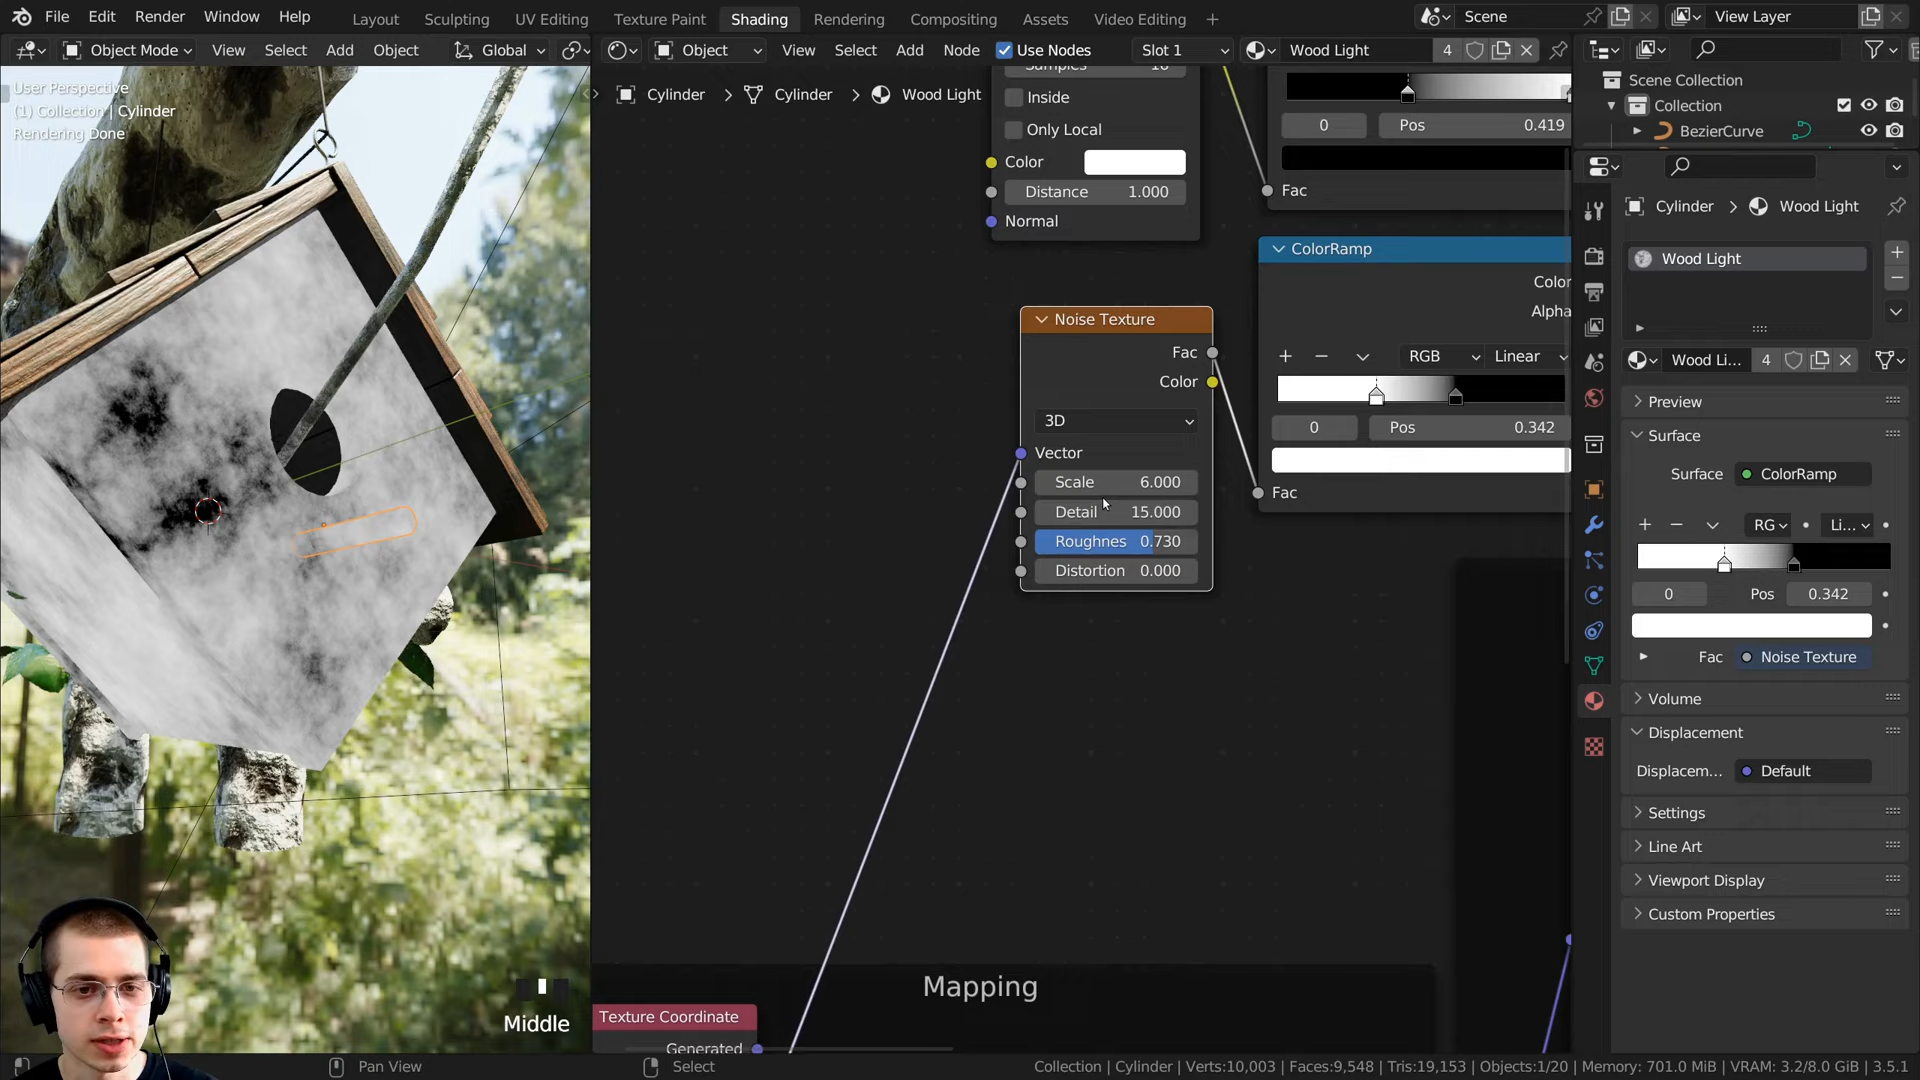 File Edit Render Window Help Layout Sculpting UV Editing Texture Paint Shading Rendering Compositing Assets Video Editing Scene View Layer
Object Mode View Select Add Object Global Object View Select Add Node Use Nodes Slot 1 Wood Light 4
User Perspective
(1) Collection | Cylinder
Rendering Done
Cylinder Cylinder Wood Light
Samples 16
Inside
Only Local
Color
Distance 1.000
Normal
0 Pos 0.419
Fac
ColorRamp
Color
Alpha
RGB Linear
0 Pos 0.342
Fac
Noise Texture
Fac
Color
3D
Vector
Scale 6.000
Detail 15.000
Roughnes 0.730
Distortion 0.000
Mapping
Texture Coordinate
Generated
Scene Collection
Collection
BezierCurve
Cylinder Wood Light
Wood Light
Wood Li... 4
Preview
Surface
Surface ColorRamp
RG Li...
0 Pos 0.342
Fac Noise Texture
Volume
Displacement
Displacem... Default
Settings
Line Art
Viewport Display
Custom Properties
Middle
Pan View Select Collection | Cylinder | Verts:10,003 | Faces:9,548 | Tris:19,153 | Objects:1/20 | Memory: 701.0 MiB | VRAM: 3.2/8.0 GiB | 3.5.1